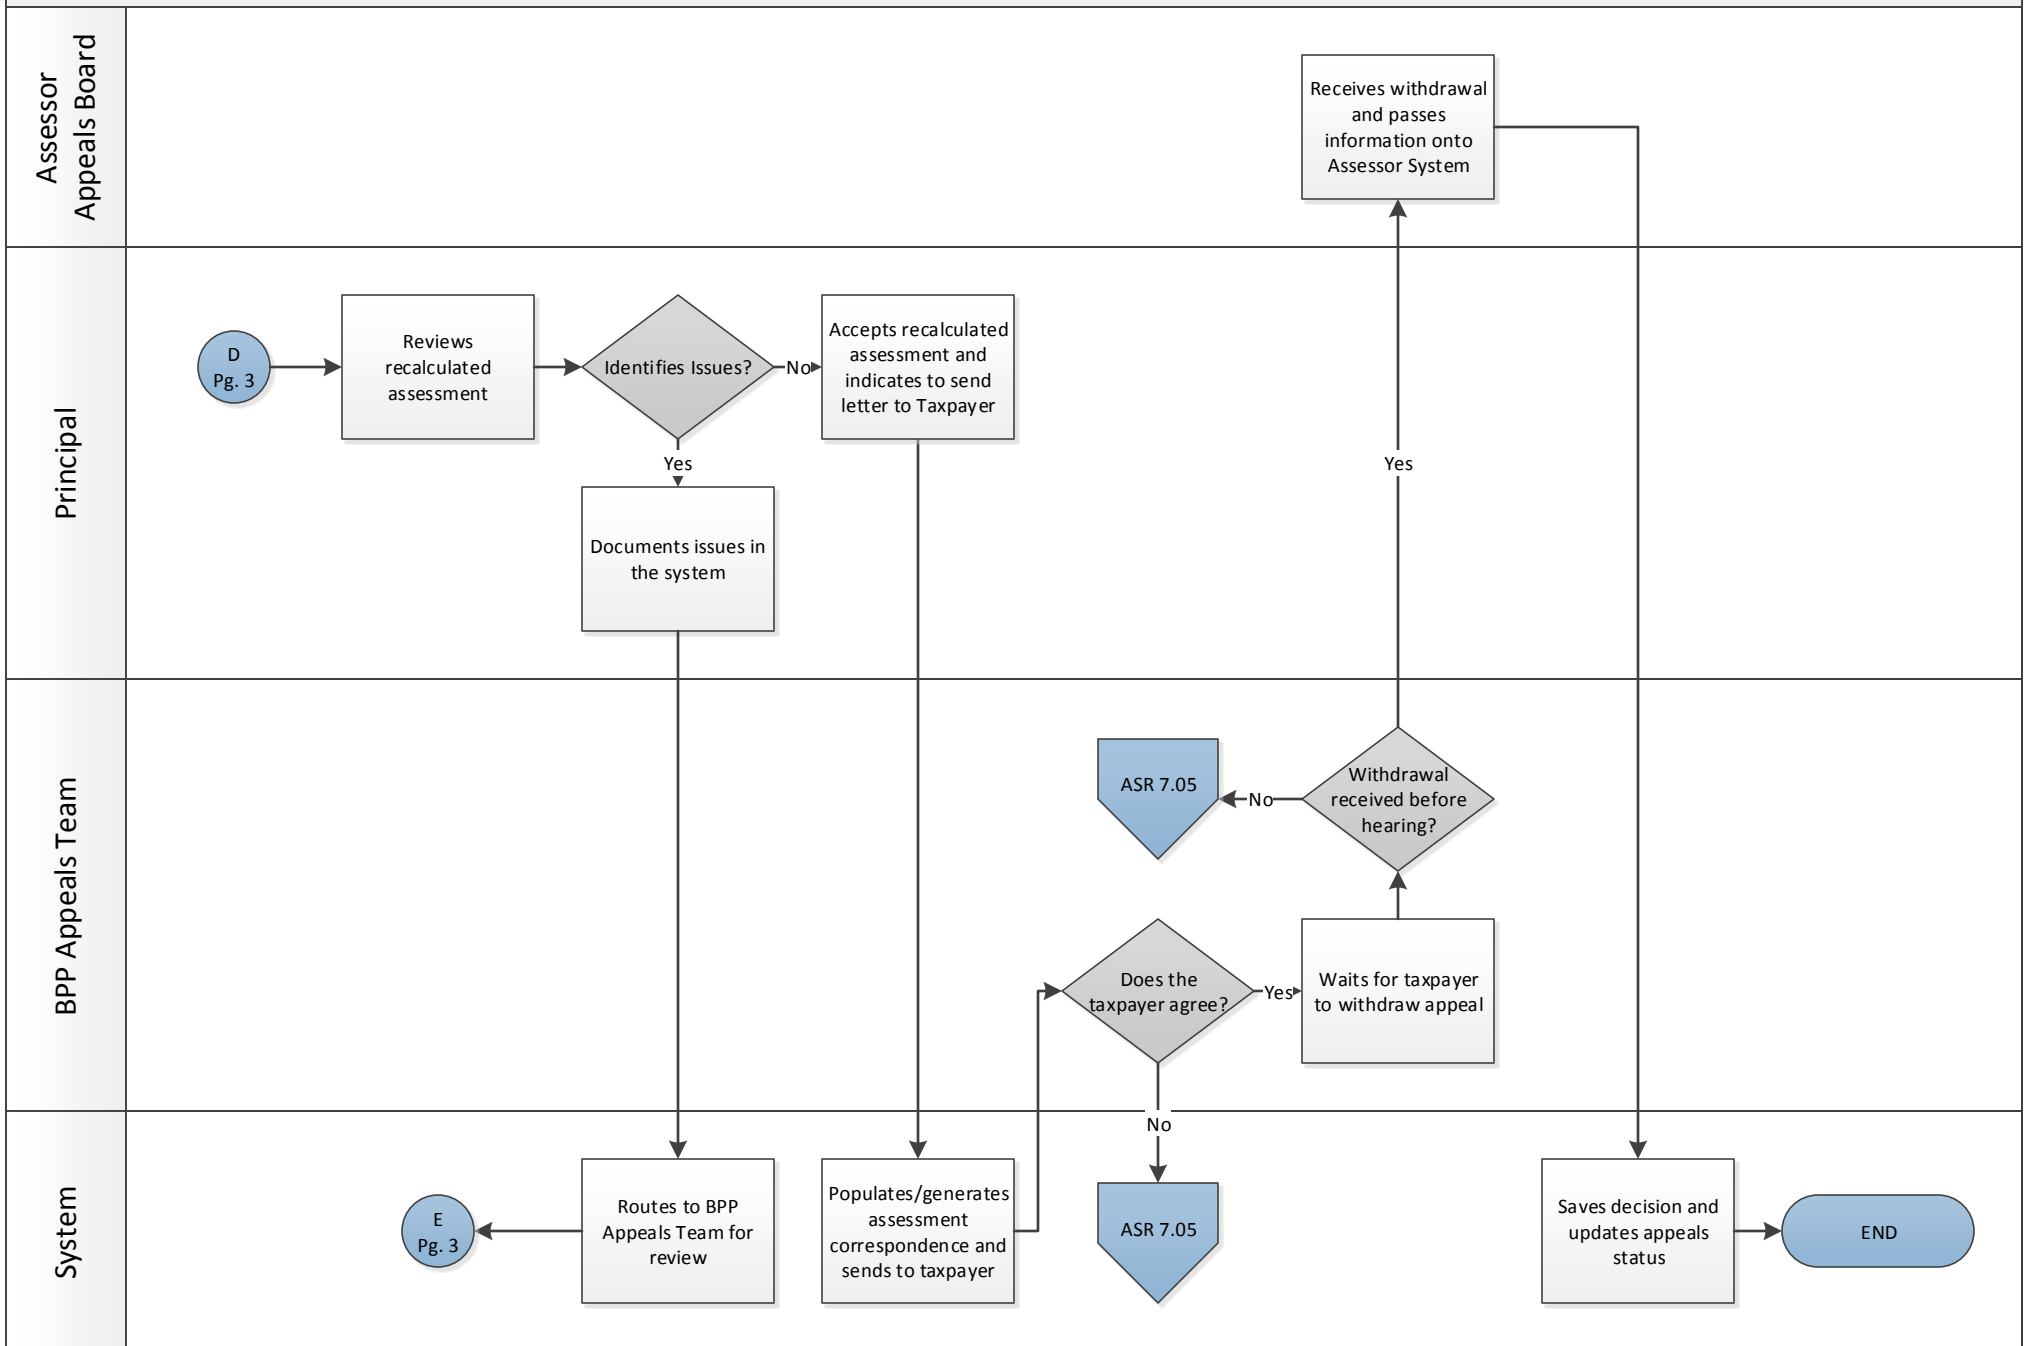 Assessor
Appeals Board
Receives withdrawal
and passes
information onto
Assessor System
Principal
D
Pg. 3
Reviews
recalculated
assessment
Identifies Issues?
No
Accepts recalculated
assessment and
indicates to send
letter to Taxpayer
Yes
Yes
Documents issues in
the system
BPP Appeals Team
ASR 7.05
No
Withdrawal
received before
hearing?
Does the
taxpayer agree?
Yes
Waits for taxpayer
to withdraw appeal
No
System
E
Pg. 3
Routes to BPP
Appeals Team for
review
Populates/generates
assessment
correspondence and
sends to taxpayer
ASR 7.05
Saves decision and
updates appeals
status
END